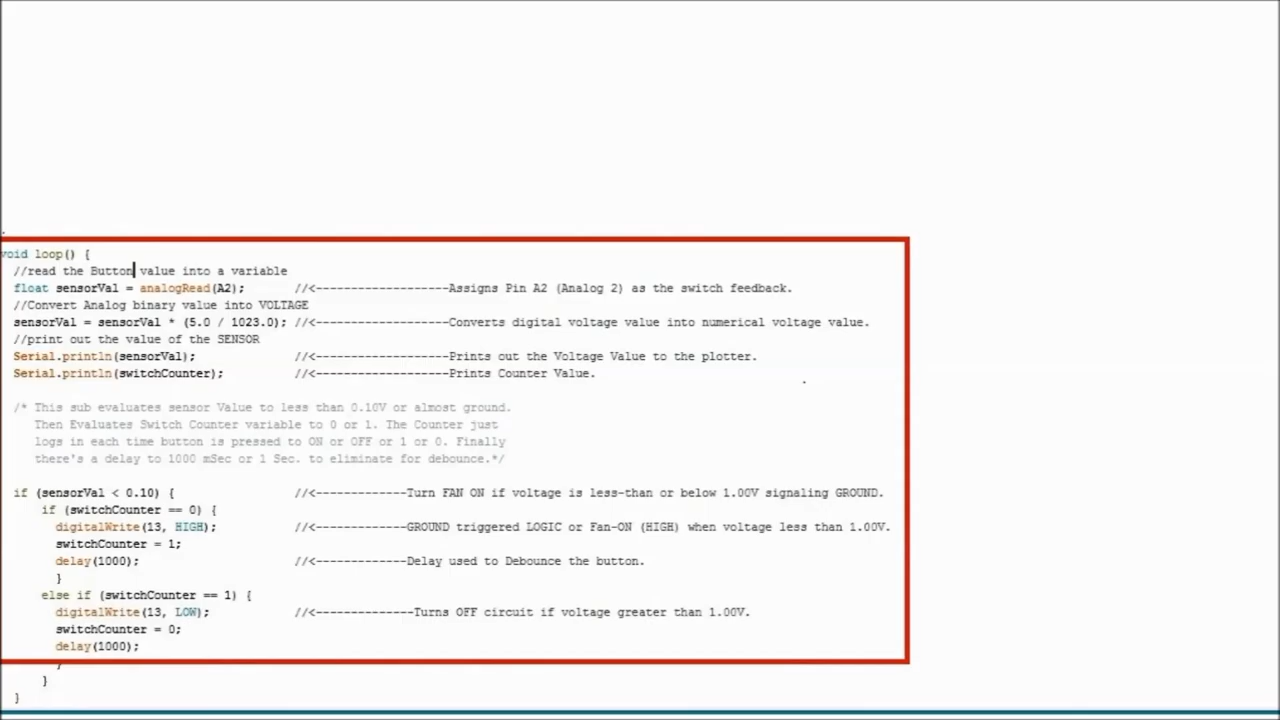 void loop() {
//read the Button value into a variable
float sensorVal = analogRead(A2); //<-------------------Assigns Pin A2 (Analog 2) as the switch feedback.
//Convert Analog binary value into VOLTAGE
sensorVal = sensorVal * (5.0 / 1023.0); //<-------------------Converts digital voltage value into numerical voltage value.
//print out the value of the SENSOR
Serial.println(sensorVal); //<-------------------Prints out the Voltage Value to the plotter.
Serial.println(switchCounter); //<-------------------Prints Counter Value.
/* This sub evaluates sensor Value to less than 0.10V or almost ground.
Then Evaluates Switch Counter variable to 0 or 1. The Counter just
logs in each time button is pressed to ON or OFF or 1 or 0. Finally
there's a delay to 1000 mSec or 1 Sec. to eliminate for debounce.*/
if (sensorVal < 0.10) { //<-------------Turn FAN ON if voltage is less-than or below 1.00V signaling GROUND.
if (switchCounter == 0) {
digitalWrite(13, HIGH); //<-------------GROUND triggered LOGIC or Fan-ON (HIGH) when voltage less than 1.00V.
switchCounter = 1;
delay(1000); //<-------------Delay used to Debounce the button.
}
else if (switchCounter == 1) {
digitalWrite(13, LOW); //<--------------Turns OFF circuit if voltage greater than 1.00V.
switchCounter = 0;
delay(1000);
}
}
}